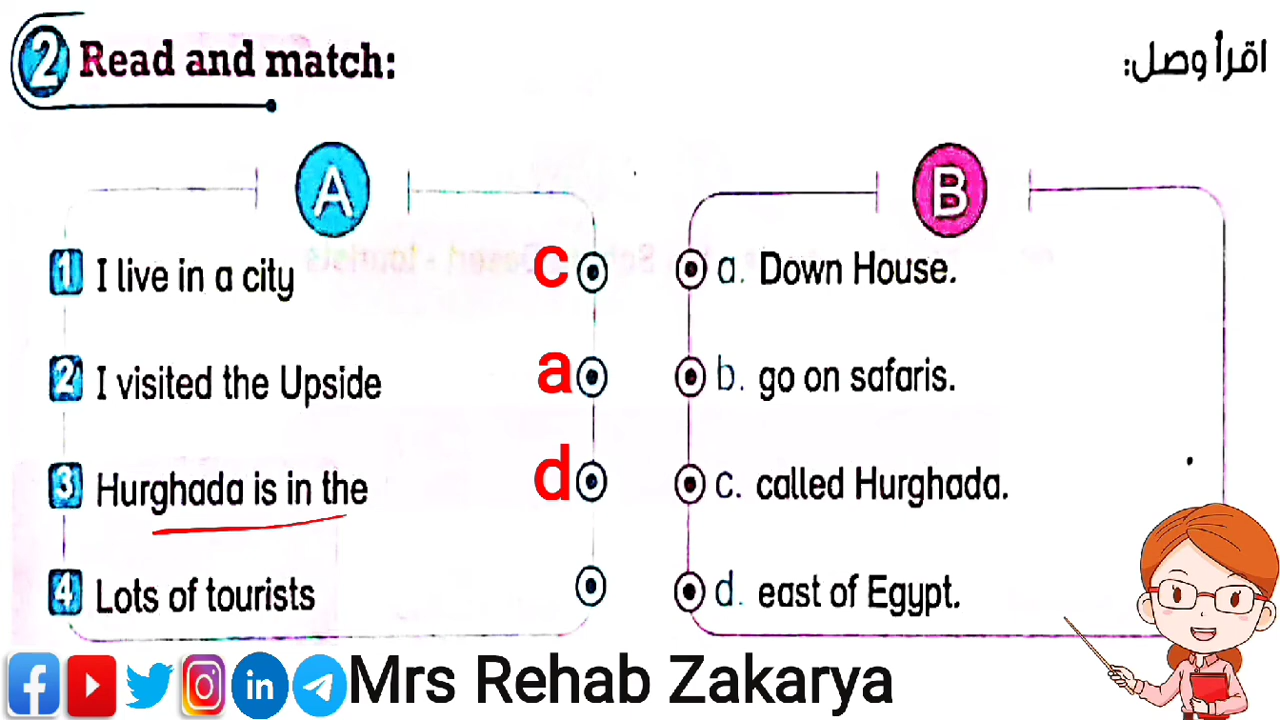 2 Read and match:
اقرأ وصل:
A
1 I live in a city c
2 I visited the Upside a
3 Hurghada is in the d
4 Lots of tourists
B
a. Down House.
b. go on safaris.
c. called Hurghada.
d. east of Egypt.
Mrs Rehab Zakarya